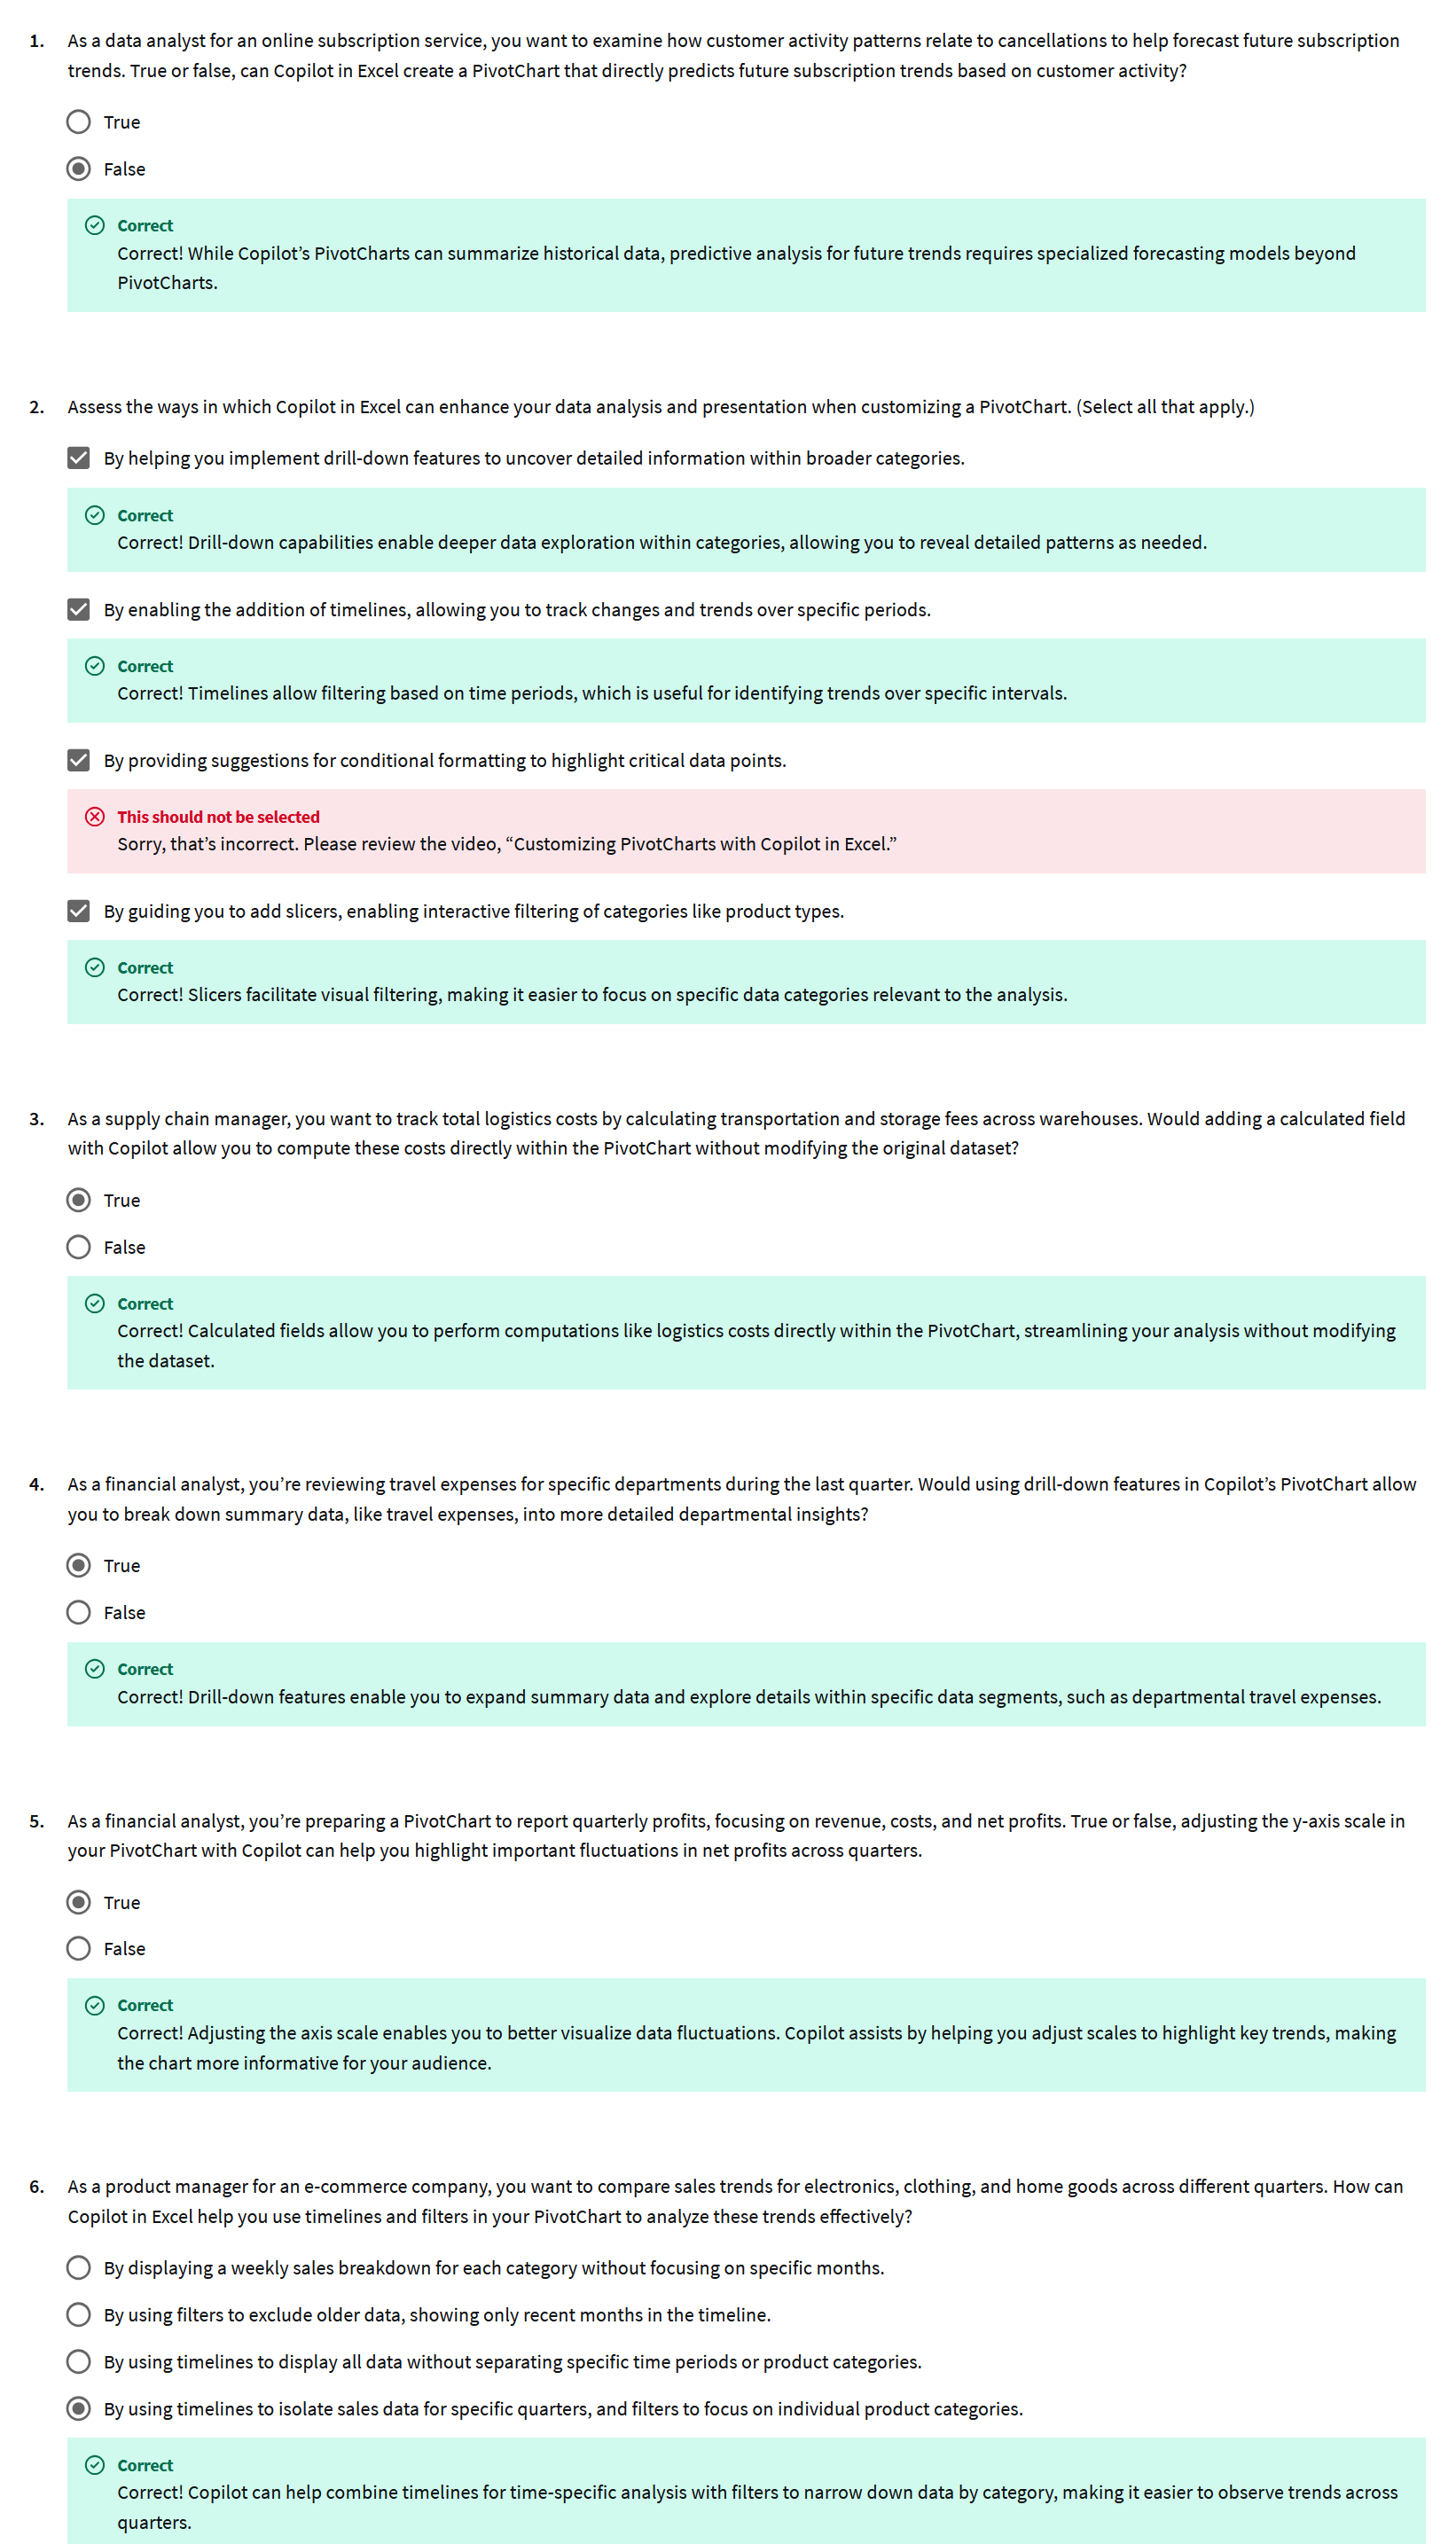 1. As a data analyst for an online subscription service, you want to examine how customer activity patterns relate to cancellations to help forecast future subscription
trends. True or false, can Copilot in Excel create a PivotChart that directly predicts future subscription trends based on customer activity?
True
False
Correct
Correct! While Copilot’s PivotCharts can summarize historical data, predictive analysis for future trends requires specialized forecasting models beyond
PivotCharts.
2. Assess the ways in which Copilot in Excel can enhance your data analysis and presentation when customizing a PivotChart. (Select all that apply.)
By helping you implement drill-down features to uncover detailed information within broader categories.
Correct
Correct! Drill-down capabilities enable deeper data exploration within categories, allowing you to reveal detailed patterns as needed.
By enabling the addition of timelines, allowing you to track changes and trends over specific periods.
Correct
Correct! Timelines allow filtering based on time periods, which is useful for identifying trends over specific intervals.
By providing suggestions for conditional formatting to highlight critical data points.
This should not be selected
Sorry, that’s incorrect. Please review the video, “Customizing PivotCharts with Copilot in Excel.”
By guiding you to add slicers, enabling interactive filtering of categories like product types.
Correct
Correct! Slicers facilitate visual filtering, making it easier to focus on specific data categories relevant to the analysis.
3. As a supply chain manager, you want to track total logistics costs by calculating transportation and storage fees across warehouses. Would adding a calculated field
with Copilot allow you to compute these costs directly within the PivotChart without modifying the original dataset?
True
False
Correct
Correct! Calculated fields allow you to perform computations like logistics costs directly within the PivotChart, streamlining your analysis without modifying
the dataset.
4. As a financial analyst, you’re reviewing travel expenses for specific departments during the last quarter. Would using drill-down features in Copilot’s PivotChart allow
you to break down summary data, like travel expenses, into more detailed departmental insights?
True
False
Correct
Correct! Drill-down features enable you to expand summary data and explore details within specific data segments, such as departmental travel expenses.
5. As a financial analyst, you’re preparing a PivotChart to report quarterly profits, focusing on revenue, costs, and net profits. True or false, adjusting the y-axis scale in
your PivotChart with Copilot can help you highlight important fluctuations in net profits across quarters.
True
False
Correct
Correct! Adjusting the axis scale enables you to better visualize data fluctuations. Copilot assists by helping you adjust scales to highlight key trends, making
the chart more informative for your audience.
6. As a product manager for an e-commerce company, you want to compare sales trends for electronics, clothing, and home goods across different quarters. How can
Copilot in Excel help you use timelines and filters in your PivotChart to analyze these trends effectively?
By displaying a weekly sales breakdown for each category without focusing on specific months.
By using filters to exclude older data, showing only recent months in the timeline.
By using timelines to display all data without separating specific time periods or product categories.
By using timelines to isolate sales data for specific quarters, and filters to focus on individual product categories.
Correct
Correct! Copilot can help combine timelines for time-specific analysis with filters to narrow down data by category, making it easier to observe trends across
quarters.